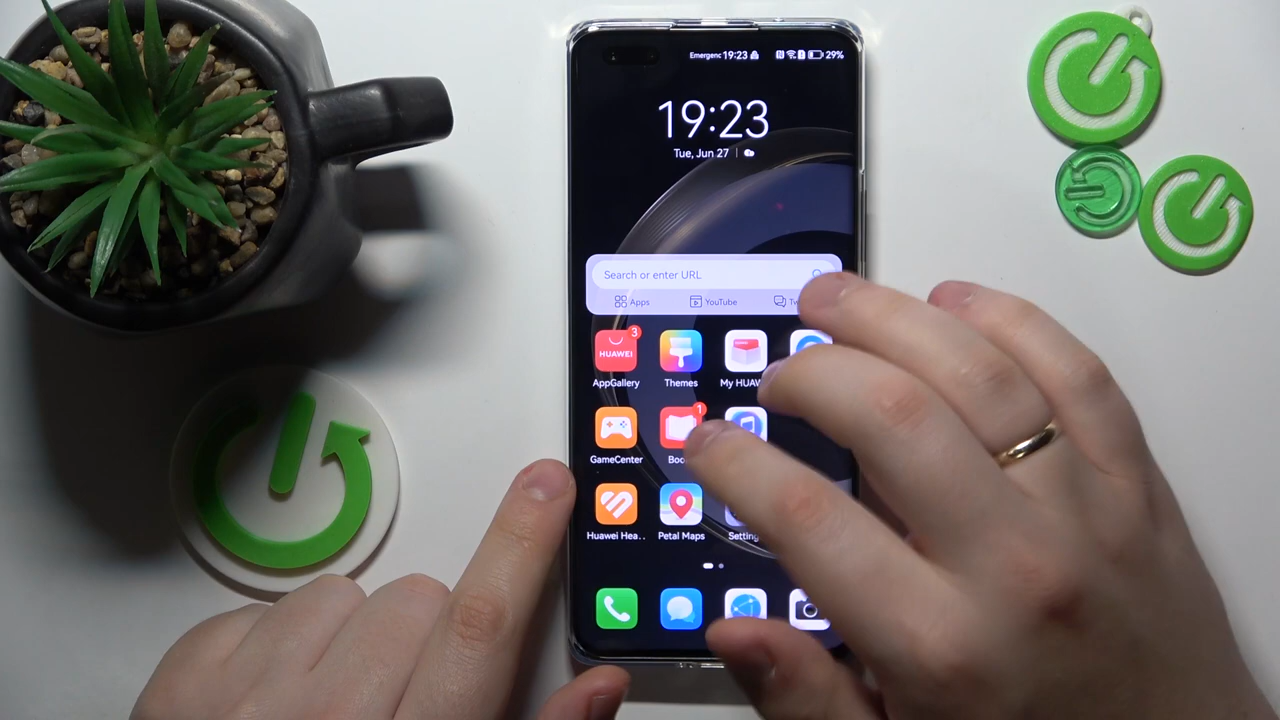 Emergenc 19:23 29%
19:23
Tue, Jun 27
Search or enter URL
Apps YouTube
HUAWEI 3
AppGallery Themes My HUAW
1
GameCenter
Huawei Hea.. Petal Maps Setting